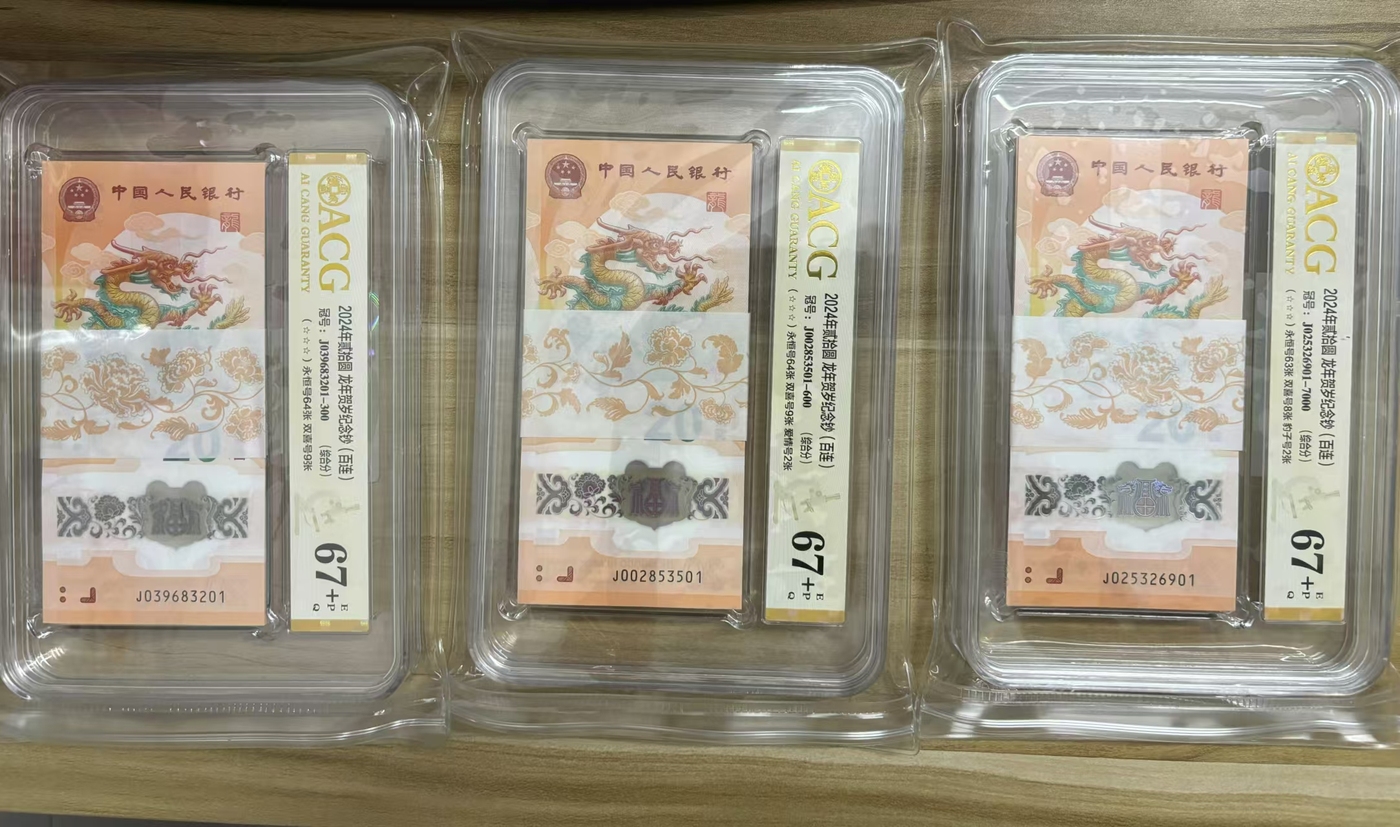 中国人民银行
20
J039683201
ACG
AI CANG GUARANTY
2024年贰拾圆 龙年贺岁纪念钞（百连）
冠号：J039683201-300 （综合分）
（☆☆☆）永恒号64张 双喜号9张
67+
E
P
Q
中国人民银行
20
J002853501
ACG
AI CANG GUARANTY
2024年贰拾圆 龙年贺岁纪念钞（百连）
冠号：J002853501-600 （综合分）
（☆☆☆）永恒号64张 双喜号9张 爱情号2张
67+
E
P
Q
中国人民银行
20
J025326901
ACG
AI CANG GUARANTY
2024年贰拾圆 龙年贺岁纪念钞（百连）
冠号：J025326901-7000 （综合分）
（☆☆☆）永恒号63张 双喜号8张 豹子号2张
67+
E
P
Q